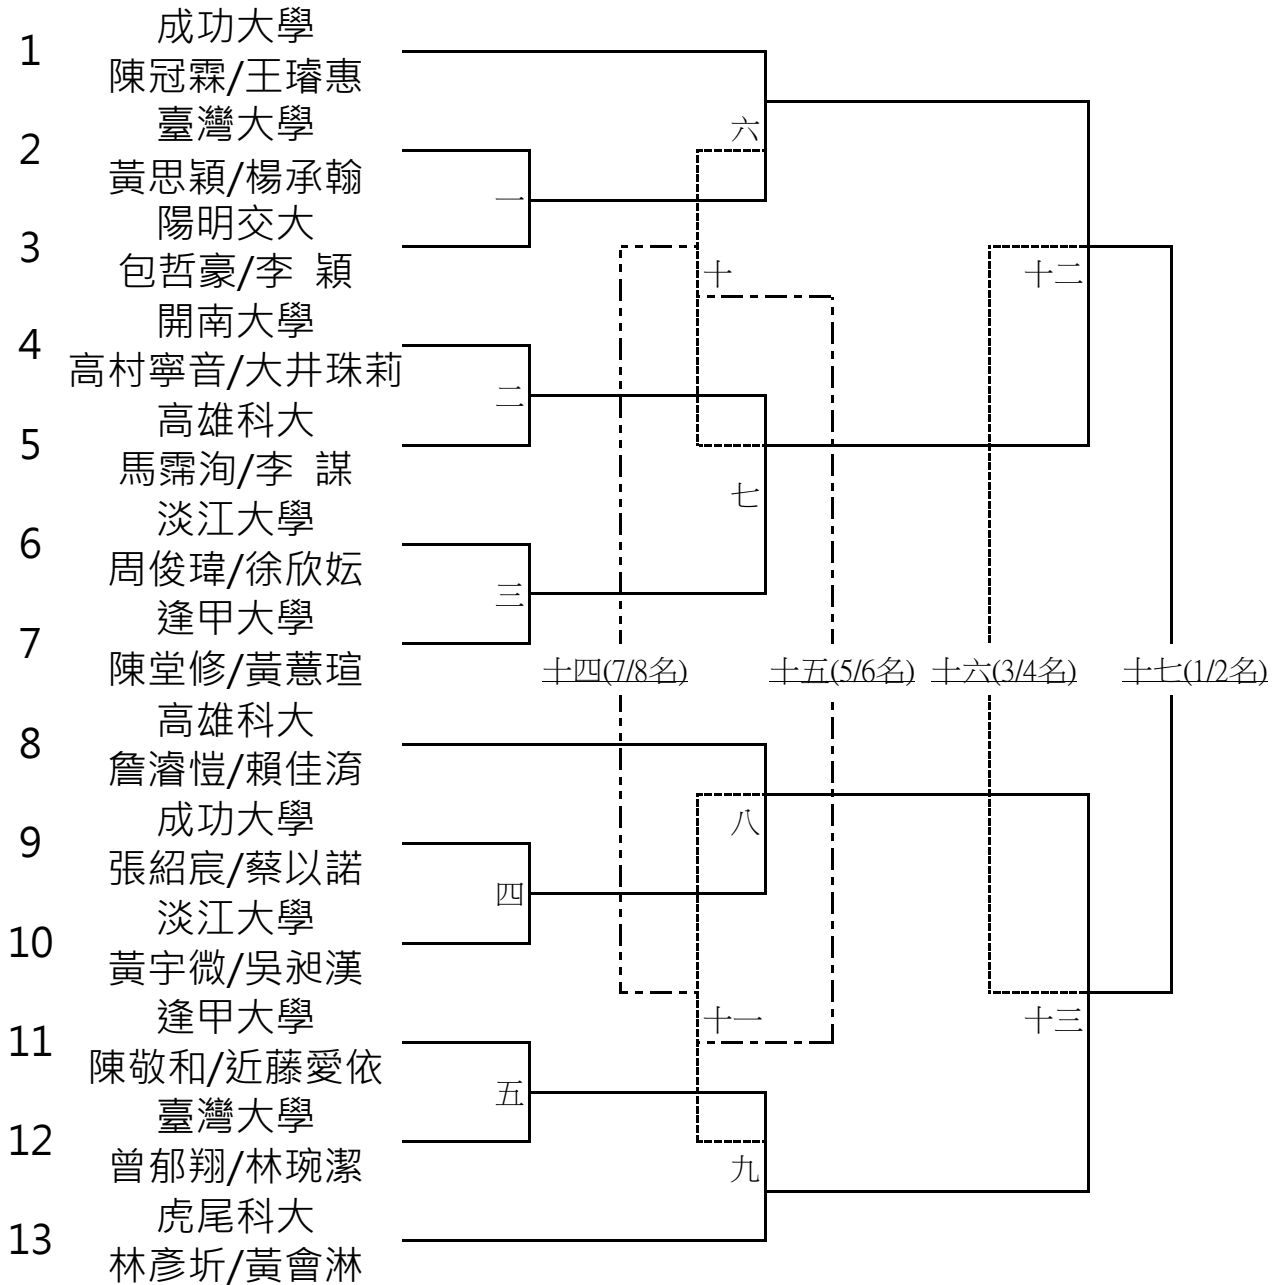 成功大學
1
陳冠霖/王璿惠
臺灣大學
六
2
黃思穎/楊承翰
一
陽明交大
3
包哲豪/李 穎
十
十二
開南大學
4
高村寧音/大井珠莉
二
高雄科大
5
馬霈洵/李 謀
七
淡江大學
6
周俊瑋/徐欣妘
三
逢甲大學
7
陳堂修/黃薏瑄
十四(7/8名) 十五(5/6名) 十六(3/4名) 十七(1/2名)
高雄科大
8
詹濬愷/賴佳淯
成功大學
八
9
張紹宸/蔡以諾
四
淡江大學
10
黃宇微/吳昶漢
逢甲大學
十一
十三
11
陳敬和/近藤愛依
五
臺灣大學
12
曾郁翔/林琬潔
九
虎尾科大
13
林彥圻/黃會淋